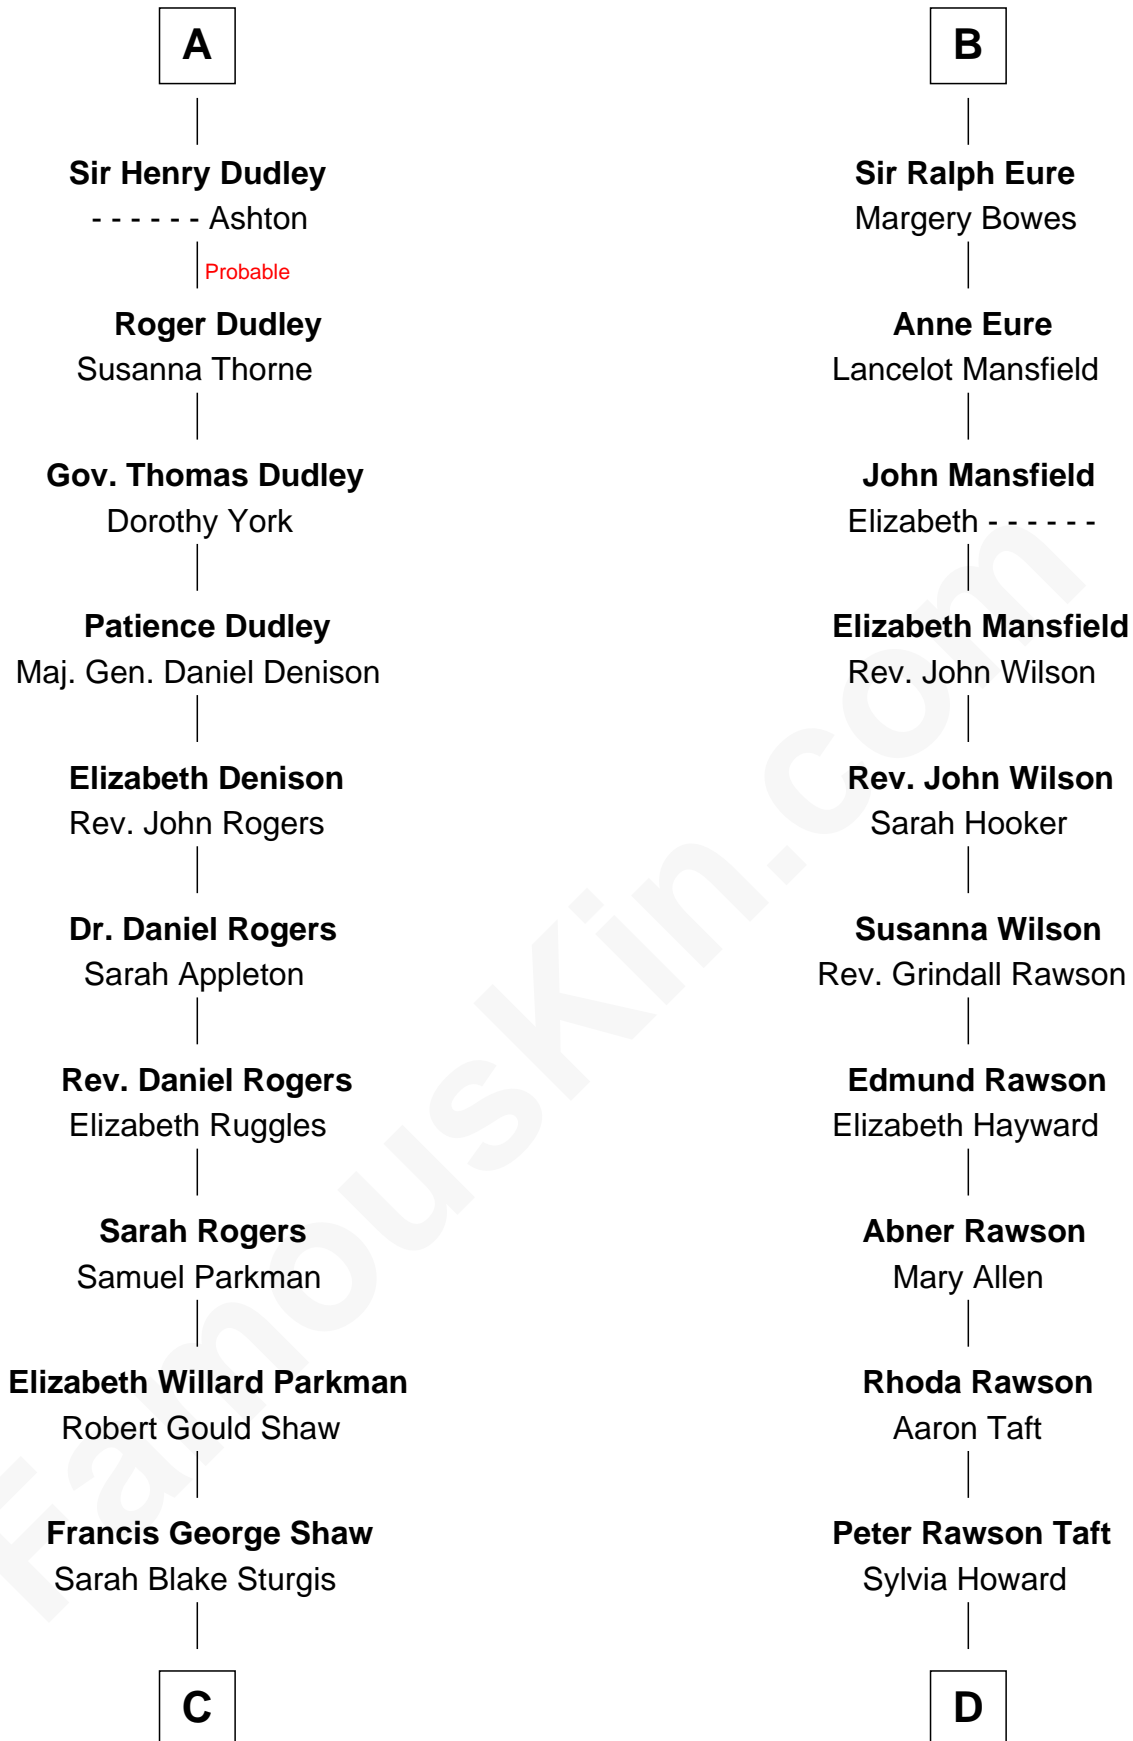 A
Sir Henry Dudley
- - - - - - Ashton
Probable
Roger Dudley
Susanna Thorne
Gov. Thomas Dudley
Dorothy York
Patience Dudley
Maj. Gen. Daniel Denison
Elizabeth Denison
Rev. John Rogers
Dr. Daniel Rogers
Sarah Appleton
Rev. Daniel Rogers
Elizabeth Ruggles
Sarah Rogers
Samuel Parkman
Elizabeth Willard Parkman
Robert Gould Shaw
Francis George Shaw
Sarah Blake Sturgis
C
B
Sir Ralph Eure
Margery Bowes
Anne Eure
Lancelot Mansfield
John Mansfield
Elizabeth - - - - - -
Elizabeth Mansfield
Rev. John Wilson
Rev. John Wilson
Sarah Hooker
Susanna Wilson
Rev. Grindall Rawson
Edmund Rawson
Elizabeth Hayward
Abner Rawson
Mary Allen
Rhoda Rawson
Aaron Taft
Peter Rawson Taft
Sylvia Howard
D
FamousKin.com